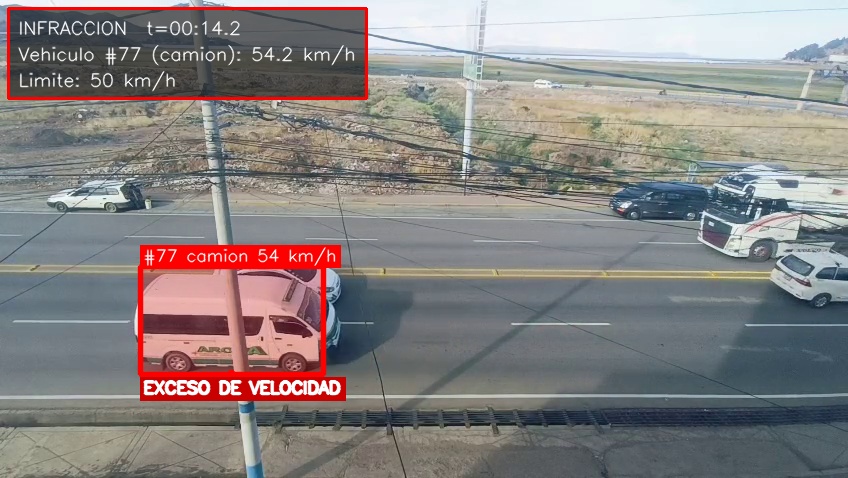 INFRACCION t=00:14.2
Vehiculo #77 (camion): 54.2 km/h
Limite: 50 km/h
#77 camion 54 km/h
EXCESO DE VELOCIDAD